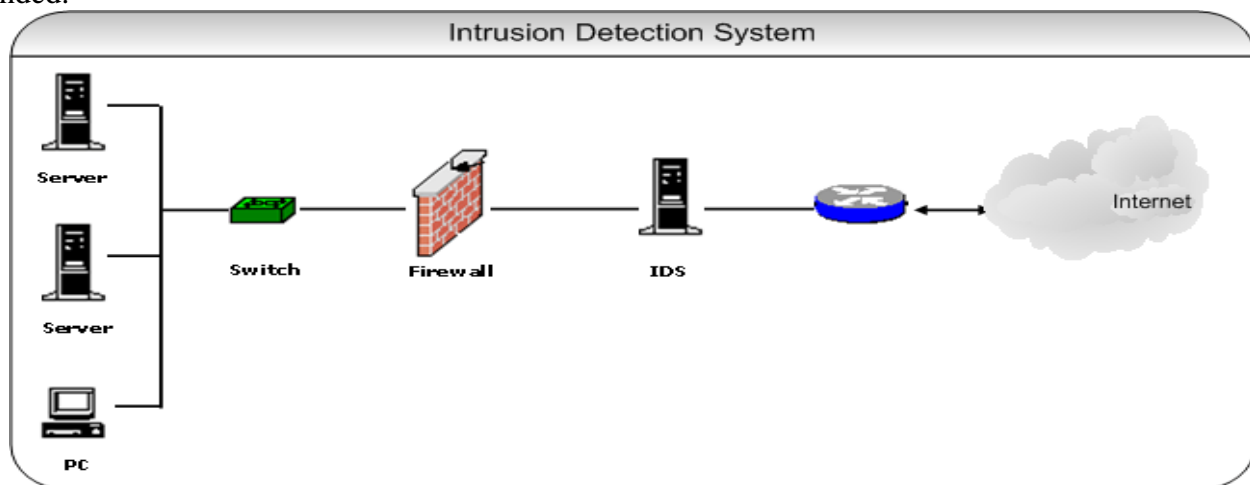 Intrusion Detection System
Server
Server
PC
Switch
Firewall
IDS
Internet